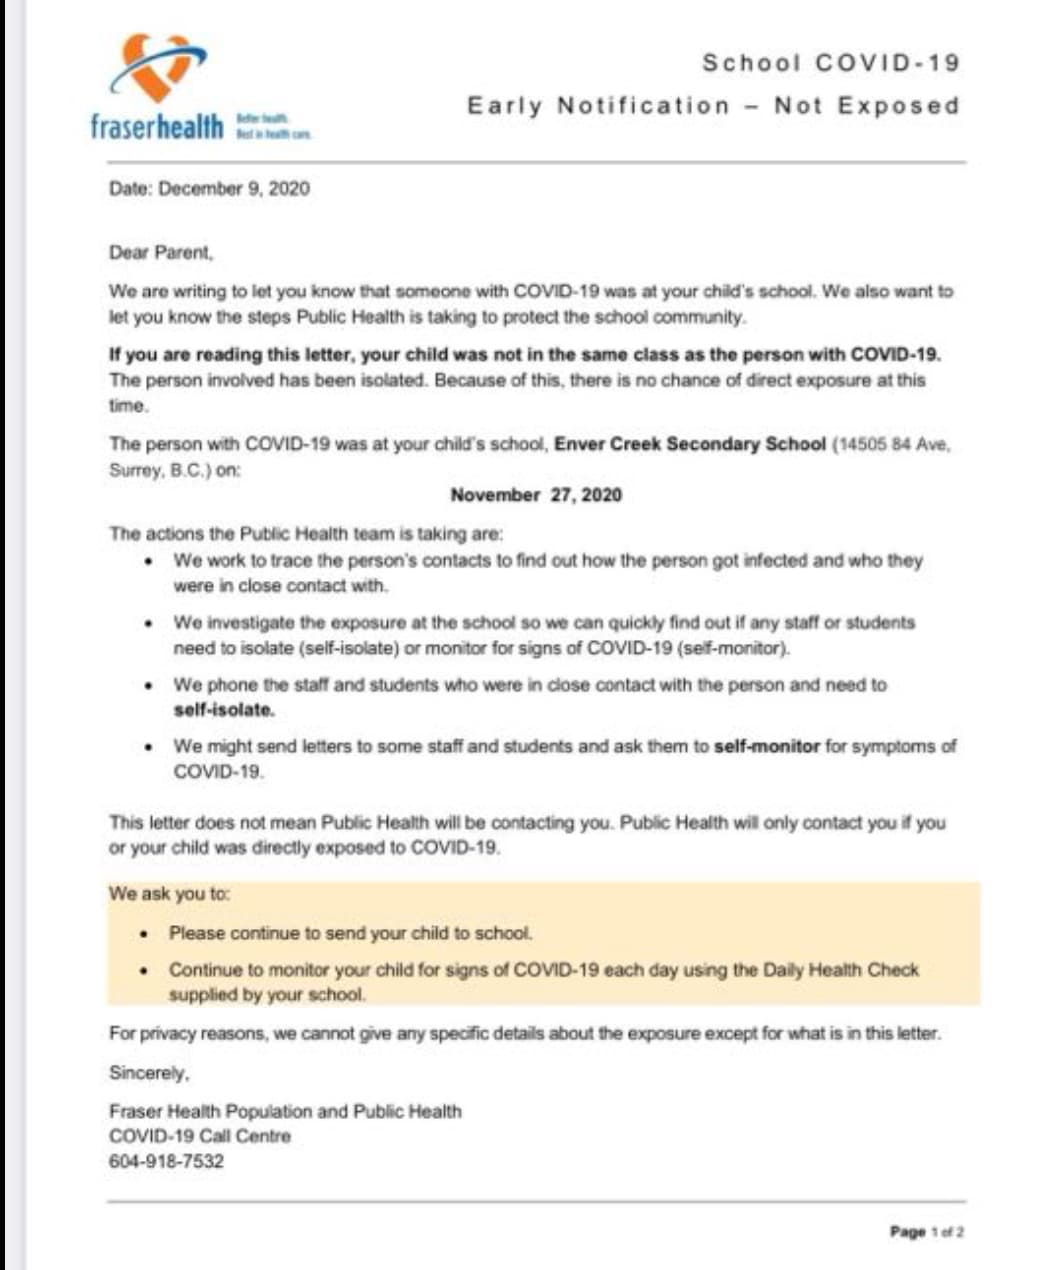 School COVID-19
Early Notification – Not Exposed
fraserhealth
Better health.
Best in health care.
Date: December 9, 2020
Dear Parent,
We are writing to let you know that someone with COVID-19 was at your child's school. We also want to
let you know the steps Public Health is taking to protect the school community.
If you are reading this letter, your child was not in the same class as the person with COVID-19.
The person involved has been isolated. Because of this, there is no chance of direct exposure at this
time.
The person with COVID-19 was at your child's school, Enver Creek Secondary School (14505 84 Ave,
Surrey, B.C.) on:
November 27, 2020
The actions the Public Health team is taking are:
• We work to trace the person's contacts to find out how the person got infected and who they
were in close contact with.
• We investigate the exposure at the school so we can quickly find out if any staff or students
need to isolate (self-isolate) or monitor for signs of COVID-19 (self-monitor).
• We phone the staff and students who were in close contact with the person and need to
self-isolate.
• We might send letters to some staff and students and ask them to self-monitor for symptoms of
COVID-19.
This letter does not mean Public Health will be contacting you. Public Health will only contact you if you
or your child was directly exposed to COVID-19.
We ask you to:
• Please continue to send your child to school.
• Continue to monitor your child for signs of COVID-19 each day using the Daily Health Check
supplied by your school.
For privacy reasons, we cannot give any specific details about the exposure except for what is in this letter.
Sincerely,
Fraser Health Population and Public Health
COVID-19 Call Centre
604-918-7532
Page 1 of 2